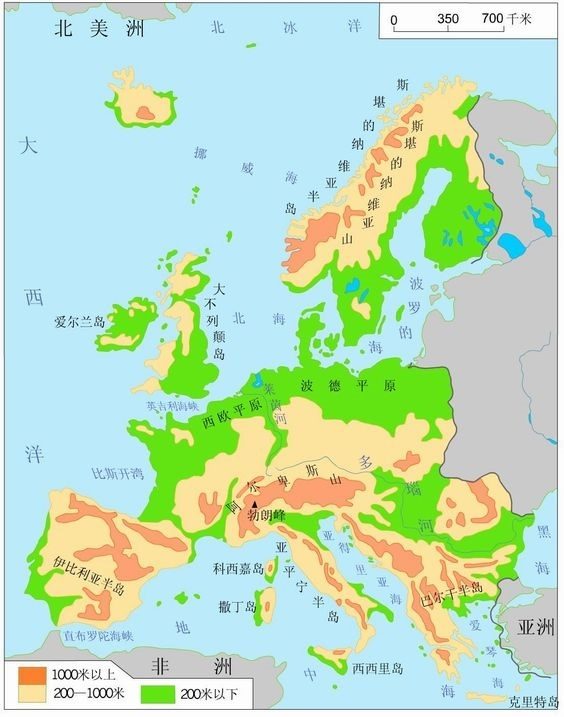 北美洲
北冰洋
0 350 700 千米
大西洋
挪威海
斯堪的纳维亚半岛
斯堪的纳维亚山
爱尔兰岛
大不列颠岛
北海
波罗的海
英吉利海峡
莱茵河
西欧平原
波德平原
比斯开湾
阿尔卑斯山
多瑙河
勃朗峰
伊比利亚半岛
科西嘉岛
撒丁岛
亚平宁半岛
亚得里亚海
巴尔干半岛
黑海
直布罗陀海峡
地中海
西西里岛
爱琴海
亚洲
非洲
克里特岛
1000米以上
200—1000米
200米以下